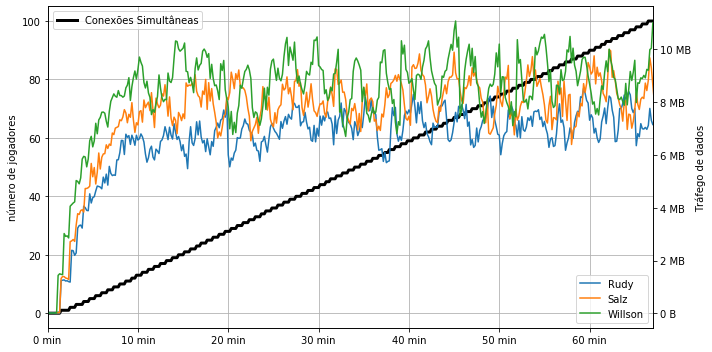 Conexões Simultâneas
número de jogadores
100
80
60
40
20
0
10 MB
8 MB
6 MB
4 MB
2 MB
0 B
Tráfego de dados
Rudy
Salz
Willson
0 min
10 min
20 min
30 min
40 min
50 min
60 min